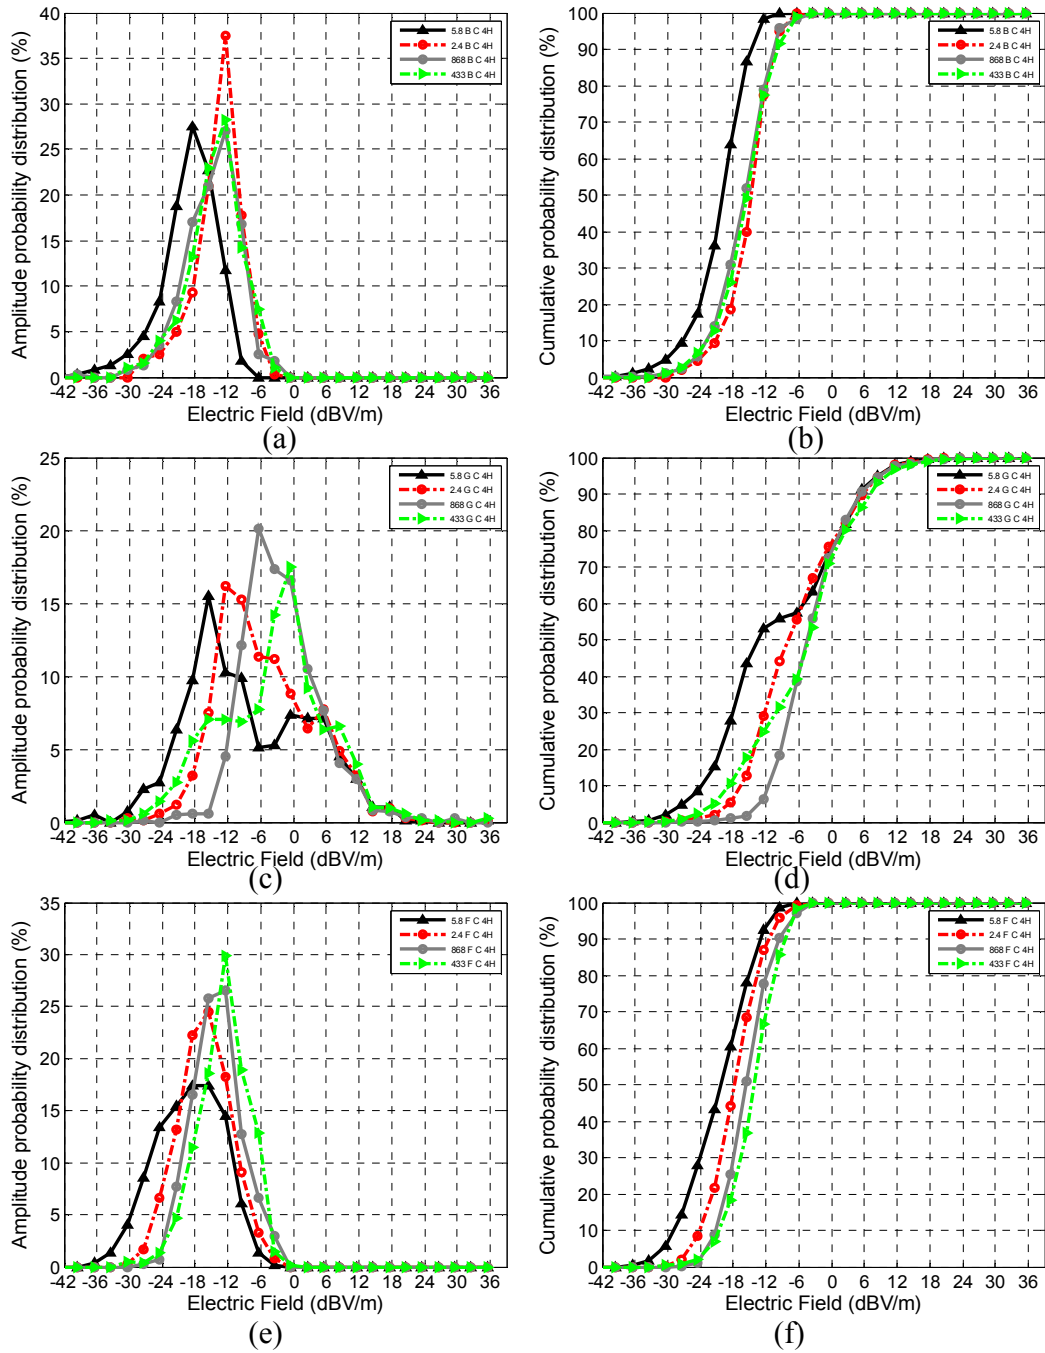 Amplitude probability distribution (%)
40
35
30
25
20
15
10
5
0
-42 -36 -30 -24 -18 -12 -6 0 6 12 18 24 30 36
Electric Field (dBV/m)
5.8 B C 4H
2.4 B C 4H
868 B C 4H
433 B C 4H
(a)
Cumulative probability distribution (%)
100
90
80
70
60
50
40
30
20
10
0
-42 -36 -30 -24 -18 -12 -6 0 6 12 18 24 30 36
Electric Field (dBV/m)
5.8 B C 4H
2.4 B C 4H
868 B C 4H
433 B C 4H
(b)
Amplitude probability distribution (%)
25
20
15
10
5
0
-42 -36 -30 -24 -18 -12 -6 0 6 12 18 24 30 36
Electric Field (dBV/m)
5.8 G C 4H
2.4 G C 4H
868 G C 4H
433 G C 4H
(c)
Cumulative probability distribution (%)
100
90
80
70
60
50
40
30
20
10
0
-42 -36 -30 -24 -18 -12 -6 0 6 12 18 24 30 36
Electric Field (dBV/m)
5.8 G C 4H
2.4 G C 4H
868 G C 4H
433 G C 4H
(d)
Amplitude probability distribution (%)
35
30
25
20
15
10
5
0
-42 -36 -30 -24 -18 -12 -6 0 6 12 18 24 30 36
Electric Field (dBV/m)
5.8 F C 4H
2.4 F C 4H
868 F C 4H
433 F C 4H
(e)
Cumulative probability distribution (%)
100
90
80
70
60
50
40
30
20
10
0
-42 -36 -30 -24 -18 -12 -6 0 6 12 18 24 30 36
Electric Field (dBV/m)
5.8 F C 4H
2.4 F C 4H
868 F C 4H
433 F C 4H
(f)